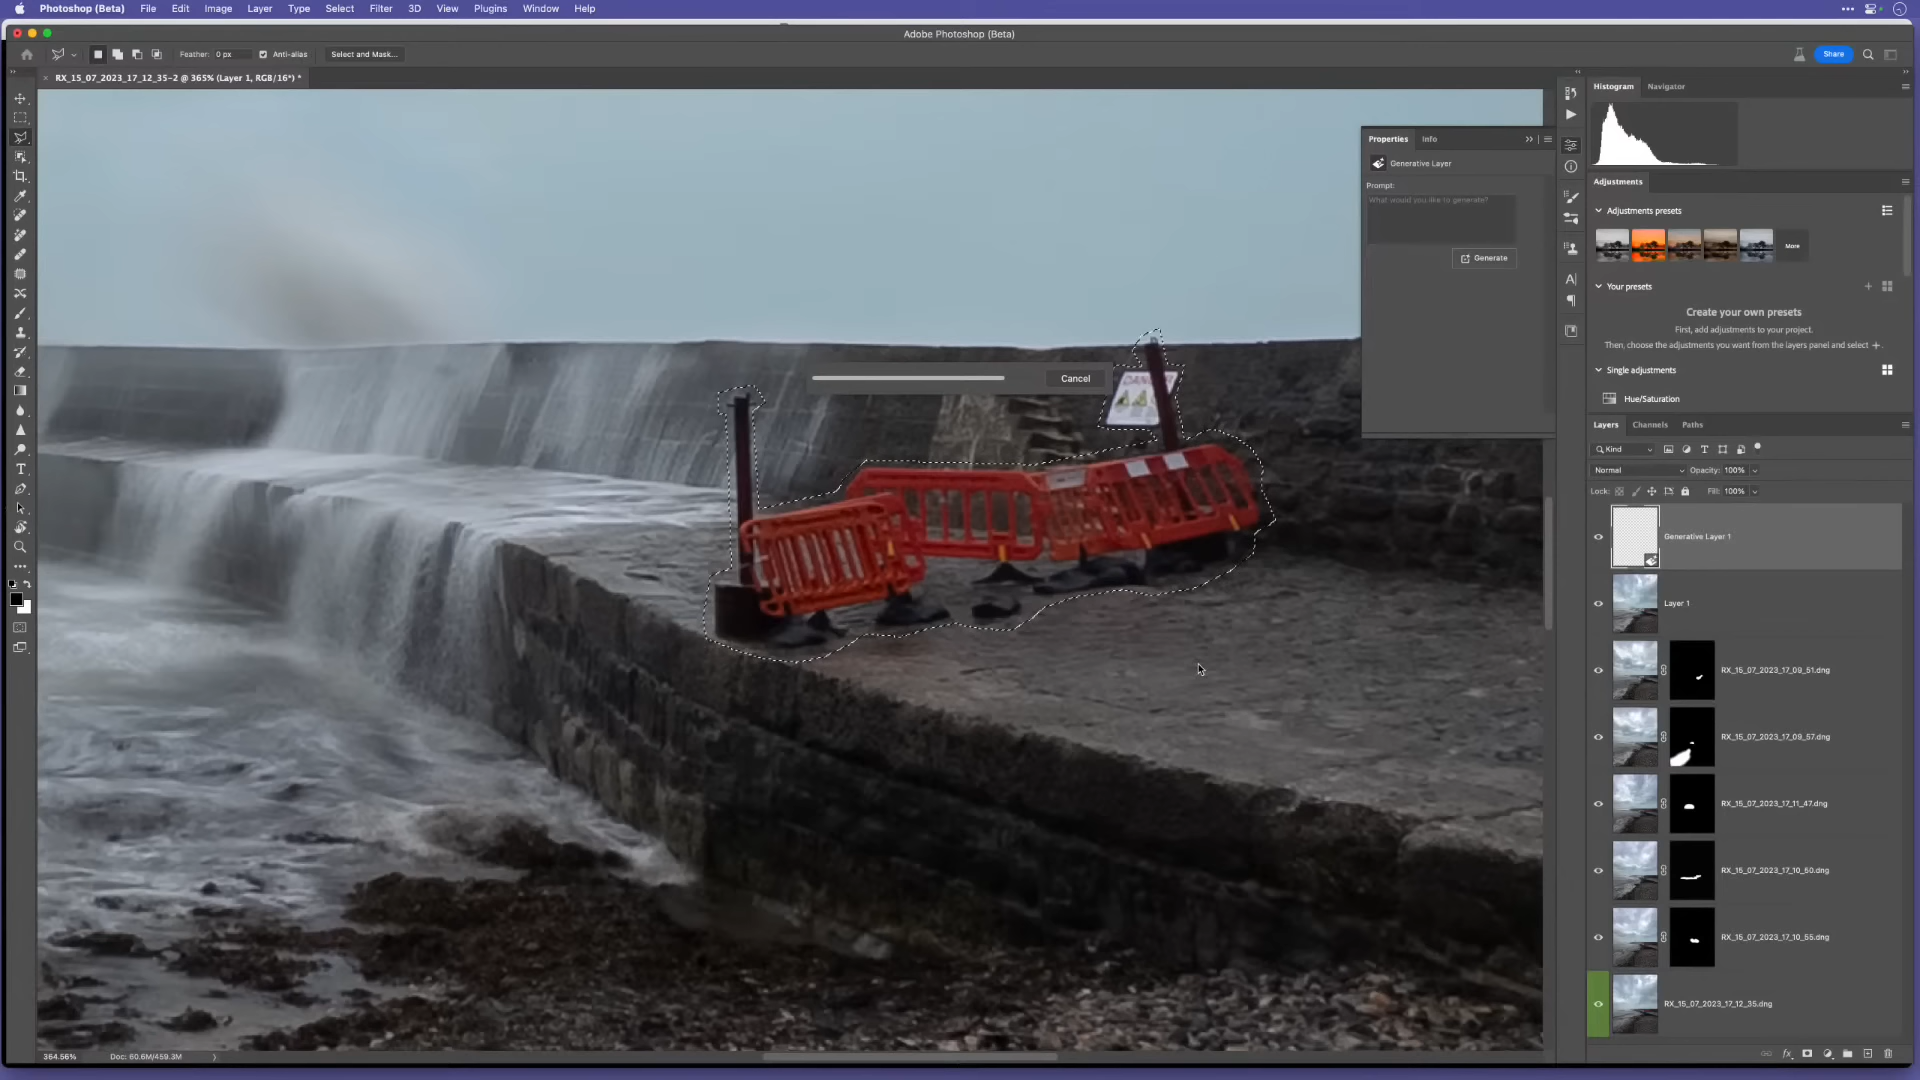 Photoshop (Beta) File Edit Image Layer Type Select Filter 3D View Plugins Window Help
Adobe Photoshop (Beta)
Feather: 0 px Anti-alias Select and Mask... Share
RX_15_07_2023_17_12_35-2 @ 365% (Layer 1, RGB/16*) *
Histogram Navigator
Properties Info
Generative Layer
Prompt:
What would you like to generate?
Generate
Cancel
DANGER
Adjustments
Adjustments presets
More
Your presets
Create your own presets
First, add adjustments to your project.
Then, choose the adjustments you want from the layers panel and select +.
Single adjustments
Hue/Saturation
Layers Channels Paths
Kind
Normal Opacity: 100%
Lock: Fill: 100%
Generative Layer 1
Layer 1
RX_15_07_2023_17_09_51.dng
RX_15_07_2023_17_09_57.dng
RX_15_07_2023_17_11_47.dng
RX_15_07_2023_17_10_50.dng
RX_15_07_2023_17_10_55.dng
RX_15_07_2023_17_12_35.dng
364.56% Doc: 60.6M/459.3M